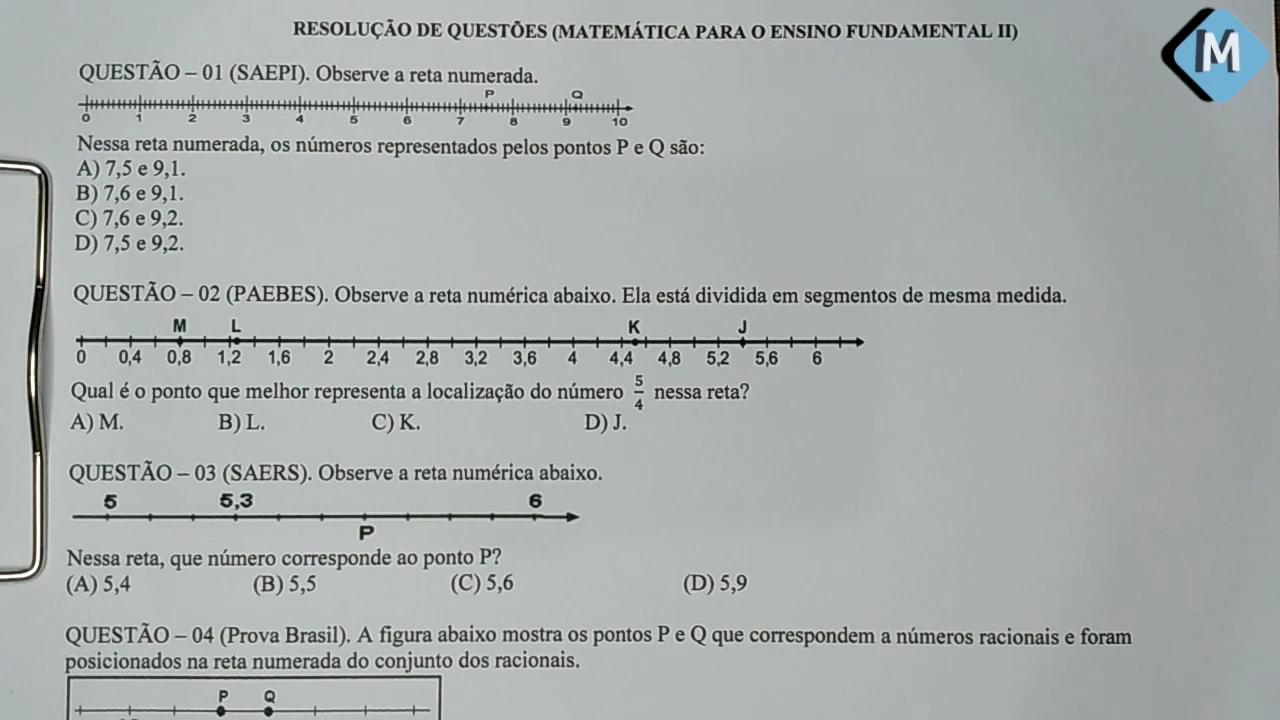 M
RESOLUÇÃO DE QUESTÕES (MATEMÁTICA PARA O ENSINO FUNDAMENTAL II)
QUESTÃO – 01 (SAEPI). Observe a reta numerada.
P Q
0 1 2 3 4 5 6 7 8 9 10
Nessa reta numerada, os números representados pelos pontos P e Q são:
A) 7,5 e 9,1.
B) 7,6 e 9,1.
C) 7,6 e 9,2.
D) 7,5 e 9,2.
QUESTÃO – 02 (PAEBES). Observe a reta numérica abaixo. Ela está dividida em segmentos de mesma medida.
M L K J
0 0,4 0,8 1,2 1,6 2 2,4 2,8 3,2 3,6 4 4,4 4,8 5,2 5,6 6
Qual é o ponto que melhor representa a localização do número 5/4 nessa reta?
A) M. B) L. C) K. D) J.
QUESTÃO – 03 (SAERS). Observe a reta numérica abaixo.
5 5,3 6
P
Nessa reta, que número corresponde ao ponto P?
(A) 5,4 (B) 5,5 (C) 5,6 (D) 5,9
QUESTÃO – 04 (Prova Brasil). A figura abaixo mostra os pontos P e Q que correspondem a números racionais e foram
posicionados na reta numerada do conjunto dos racionais.
P Q